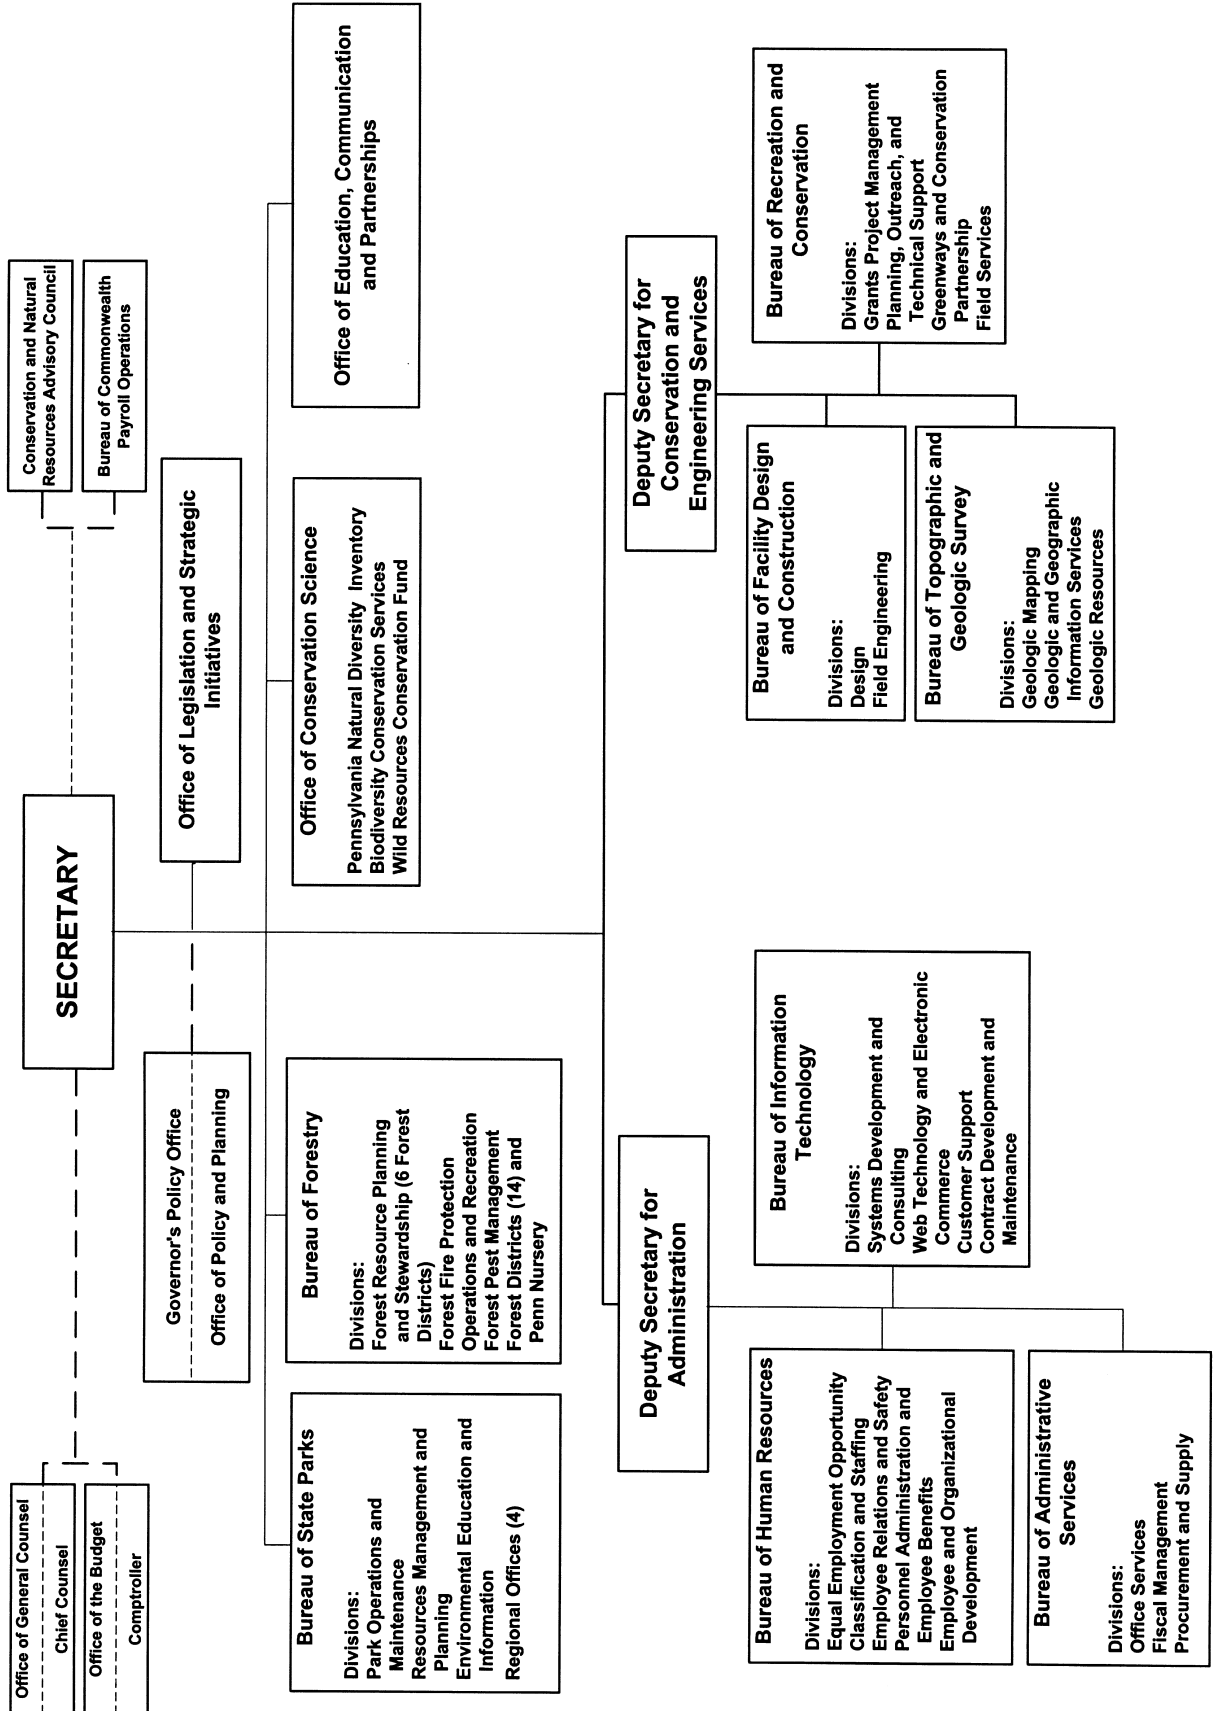 Office of General Counsel
Chief Counsel
Office of the Budget
Comptroller
SECRETARY
Conservation and Natural
Resources Advisory Council
Bureau of Commonwealth
Payroll Operations
Governor's Policy Office
Office of Policy and Planning
Office of Legislation and Strategic
Initiatives
Bureau of State Parks
Divisions:
Park Operations and
Maintenance
Resources Management and
Planning
Environmental Education and
Information
Regional Offices (4)
Bureau of Forestry
Divisions:
Forest Resource Planning
and Stewardship (6 Forest
Districts)
Forest Fire Protection
Operations and Recreation
Forest Pest Management
Forest Districts (14) and
Penn Nursery
Office of Conservation Science
Pennsylvania Natural Diversity Inventory
Biodiversity Conservation Services
Wild Resources Conservation Fund
Office of Education, Communication
and Partnerships
Deputy Secretary for
Administration
Deputy Secretary for
Conservation and
Engineering Services
Bureau of Human Resources
Divisions:
Equal Employment Opportunity
Classification and Staffing
Employee Relations and Safety
Personnel Administration and
Employee Benefits
Employee and Organizational
Development
Bureau of Information
Technology
Divisions:
Systems Development and
Consulting
Web Technology and Electronic
Commerce
Customer Support
Contract Development and
Maintenance
Bureau of Administrative
Services
Divisions:
Office Services
Fiscal Management
Procurement and Supply
Bureau of Facility Design
and Construction
Divisions:
Design
Field Engineering
Bureau of Recreation and
Conservation
Divisions:
Grants Project Management
Planning, Outreach, and
Technical Support
Greenways and Conservation
Partnership
Field Services
Bureau of Topographic and
Geologic Survey
Divisions:
Geologic Mapping
Geologic and Geographic
Information Services
Geologic Resources